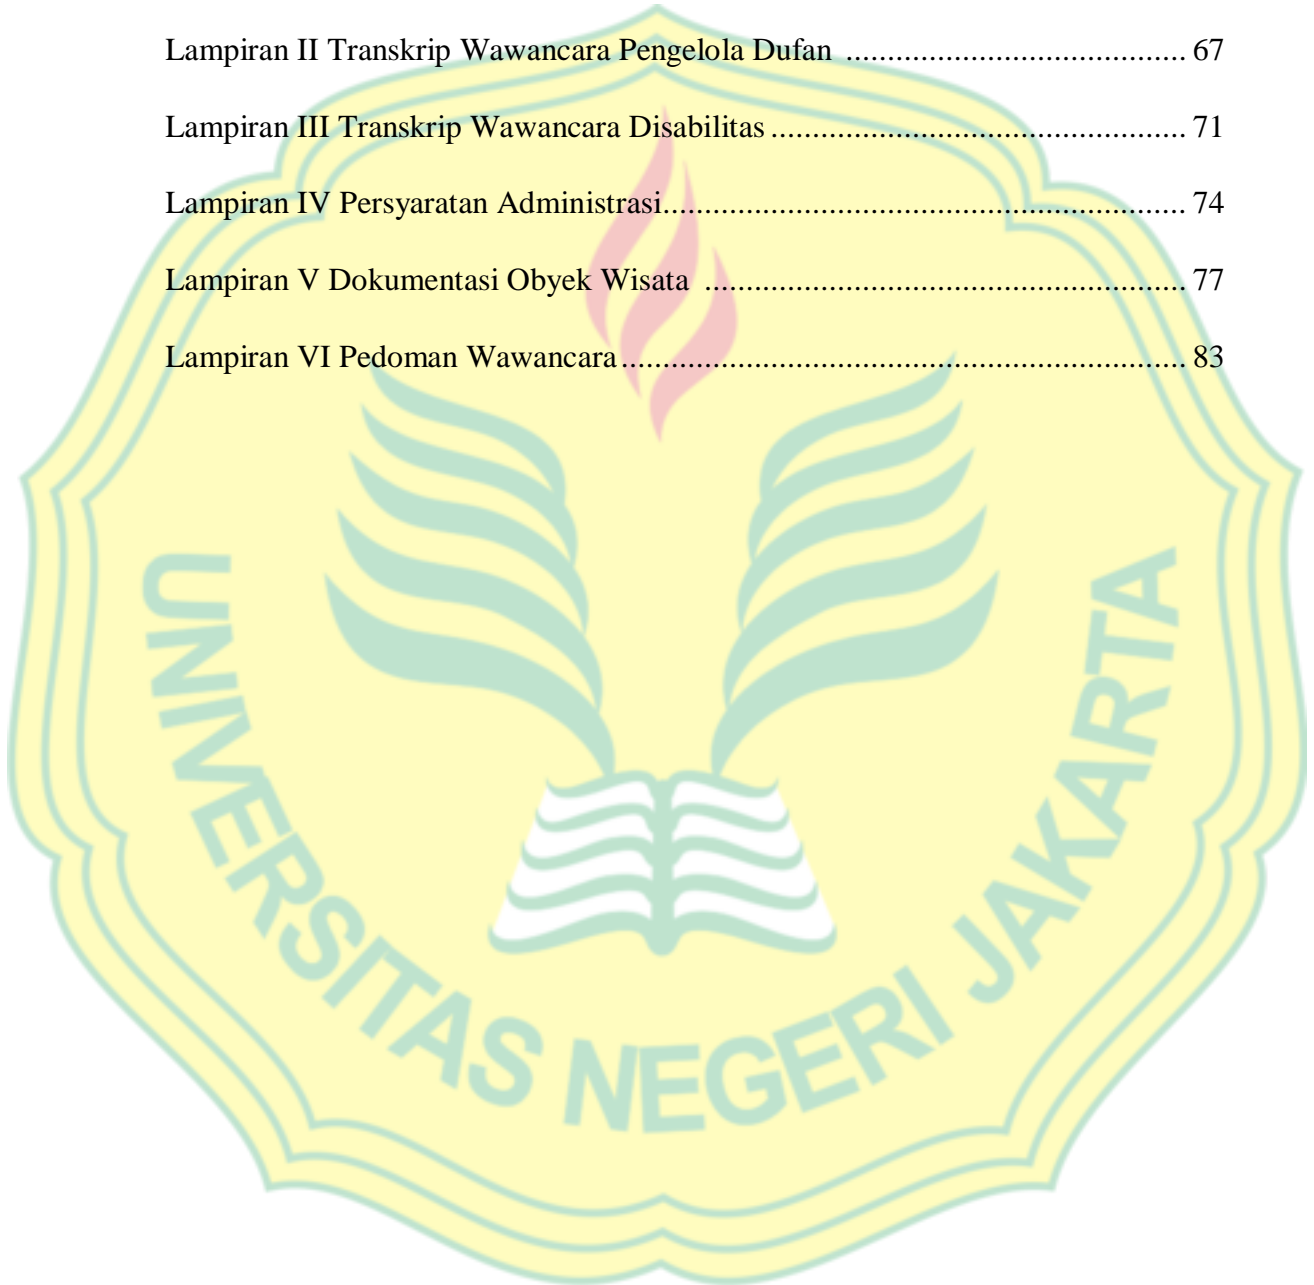 Lampiran II Transkrip Wawancara Pengelola Dufan ......................................... 67
Lampiran III Transkrip Wawancara Disabilitas .................................................. 71
Lampiran IV Persyaratan Administrasi............................................................... 74
Lampiran V Dokumentasi Obyek Wisata .......................................................... 77
Lampiran VI Pedoman Wawancara .................................................................... 83
UNIVERSITAS NEGERI JAKARTA